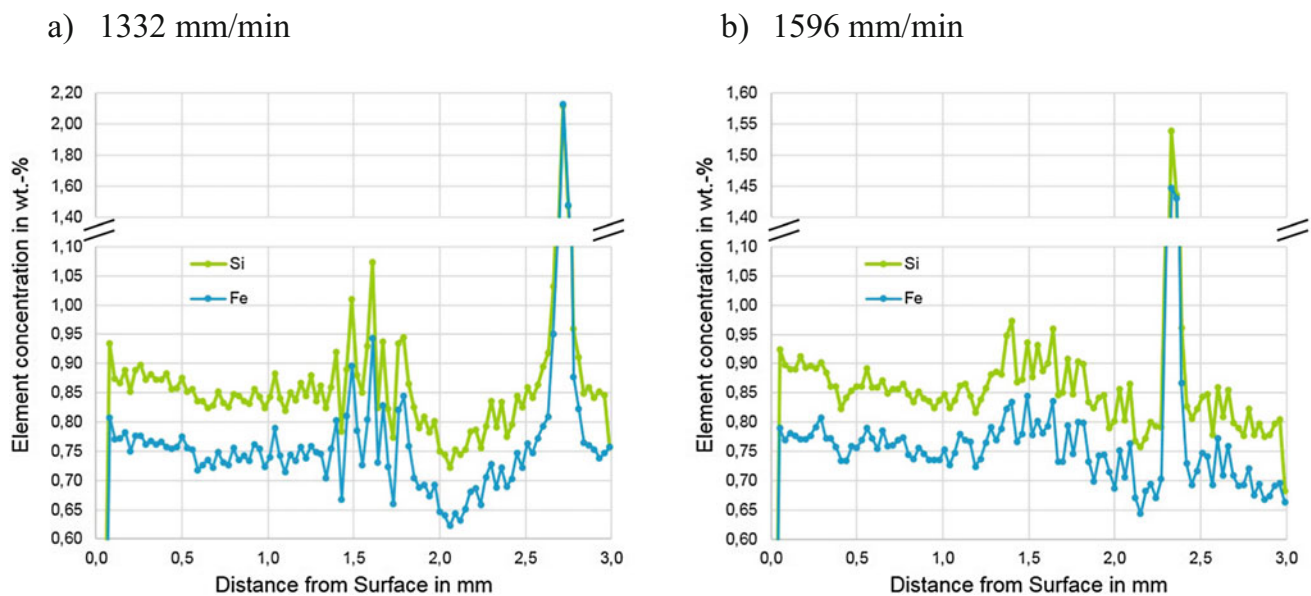 a) 1332 mm/min
b) 1596 mm/min
Element concentration in wt.-%
2,20
2,00
1,80
1,60
1,40
1,10
1,05
1,00
0,95
0,90
0,85
0,80
0,75
0,70
0,65
0,60
Si
Fe
0,0 0,5 1,0 1,5 2,0 2,5 3,0
Distance from Surface in mm
Element concentration in wt.-%
1,60
1,55
1,50
1,45
1,40
1,10
1,05
1,00
0,95
0,90
0,85
0,80
0,75
0,70
0,65
0,60
Si
Fe
0,0 0,5 1,0 1,5 2,0 2,5 3,0
Distance from Surface in mm